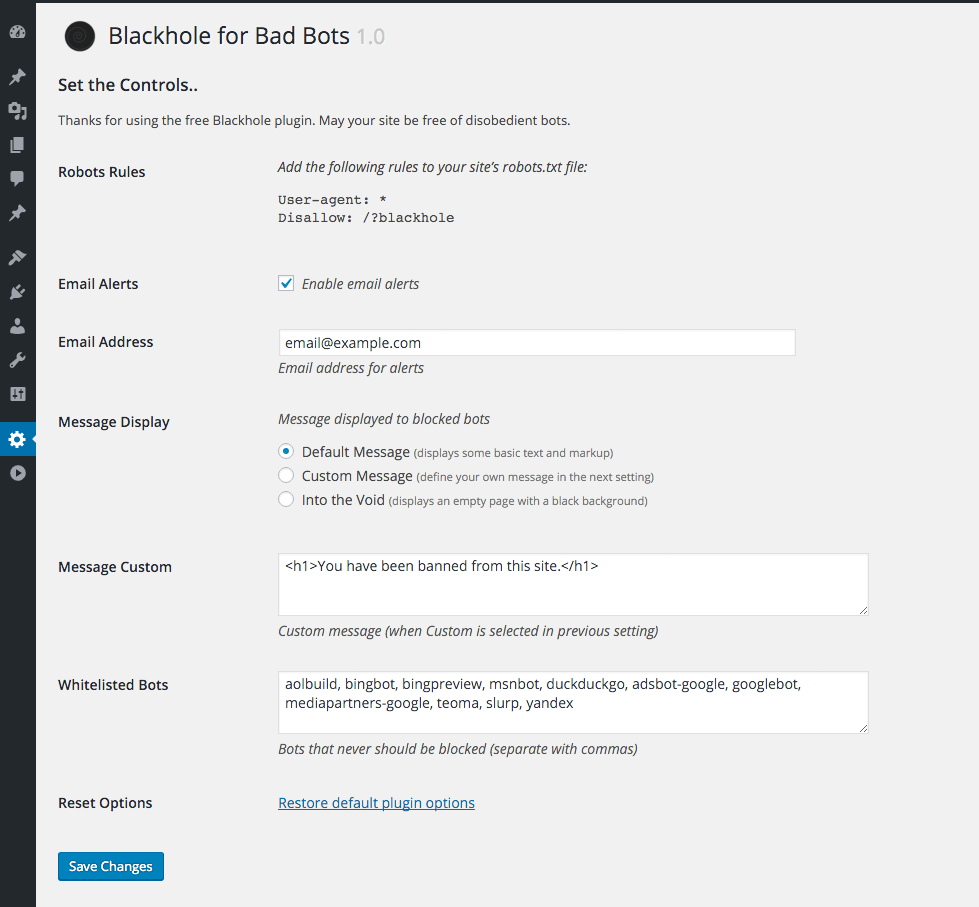 Blackhole for Bad Bots 1.0
Set the Controls..
Thanks for using the free Blackhole plugin. May your site be free of disobedient bots.
Robots Rules
Add the following rules to your site’s robots.txt file:
User-agent: *
Disallow: /?blackhole
Email Alerts
Enable email alerts
Email Address
email@example.com
Email address for alerts
Message Display
Message displayed to blocked bots
Default Message (displays some basic text and markup)
Custom Message (define your own message in the next setting)
Into the Void (displays an empty page with a black background)
Message Custom
<h1>You have been banned from this site.</h1>
Custom message (when Custom is selected in previous setting)
Whitelisted Bots
aolbuild, bingbot, bingpreview, msnbot, duckduckgo, adsbot-google, googlebot,
mediapartners-google, teoma, slurp, yandex
Bots that never should be blocked (separate with commas)
Reset Options
Restore default plugin options
Save Changes